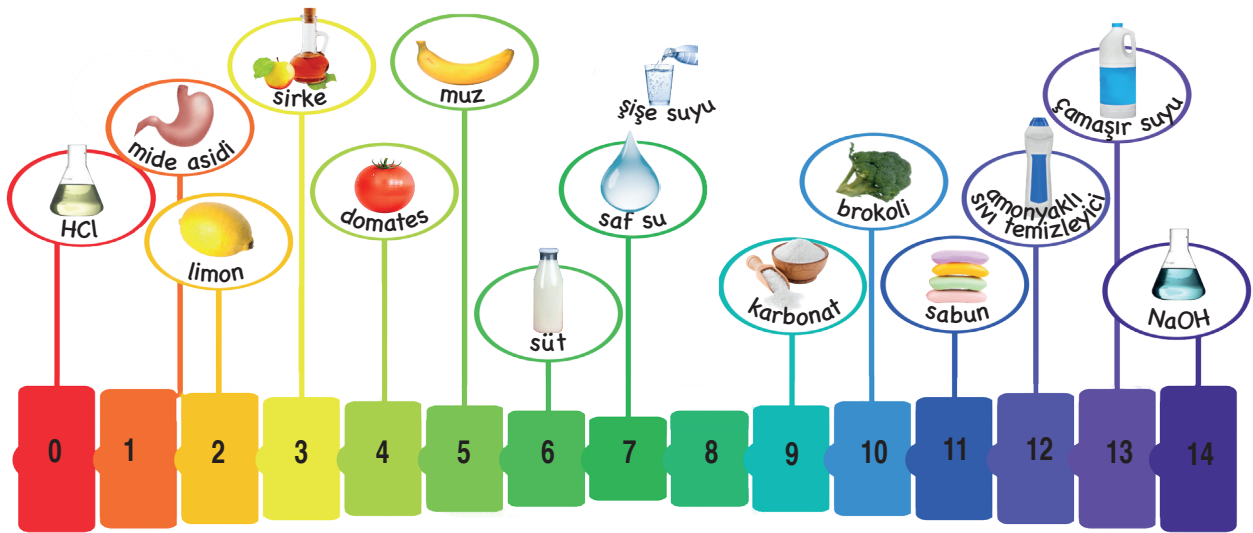 HCl
mide asidi
limon
sirke
domates
muz
süt
şişe suyu
saf su
karbonat
brokoli
sabun
amonyaklı
sıvı temizleyici
çamaşır suyu
NaOH
0
1
2
3
4
5
6
7
8
9
10
11
12
13
14